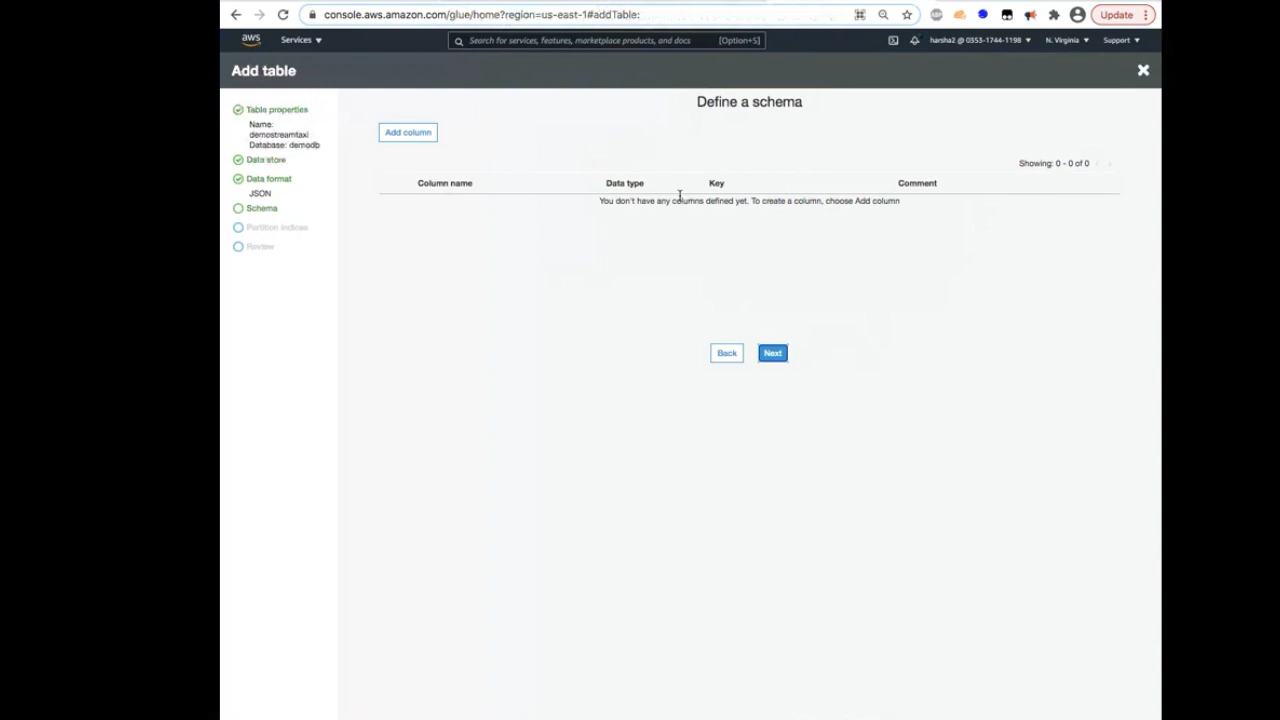 console.aws.amazon.com/glue/home?region=us-east-1#addTable:
Update
aws
Services
Search for services, features, marketplace products, and docs
[Option+S]
harsha2 @ 0353-1744-1198
N. Virginia
Support
Add table
Table properties
Name:
demostreamtaxi
Database: demodb
Data store
Data format
JSON
Schema
Partition indices
Review
Define a schema
Add column
Showing: 0 - 0 of 0
Column name
Data type
Key
Comment
You don't have any columns defined yet. To create a column, choose Add column
Back
Next